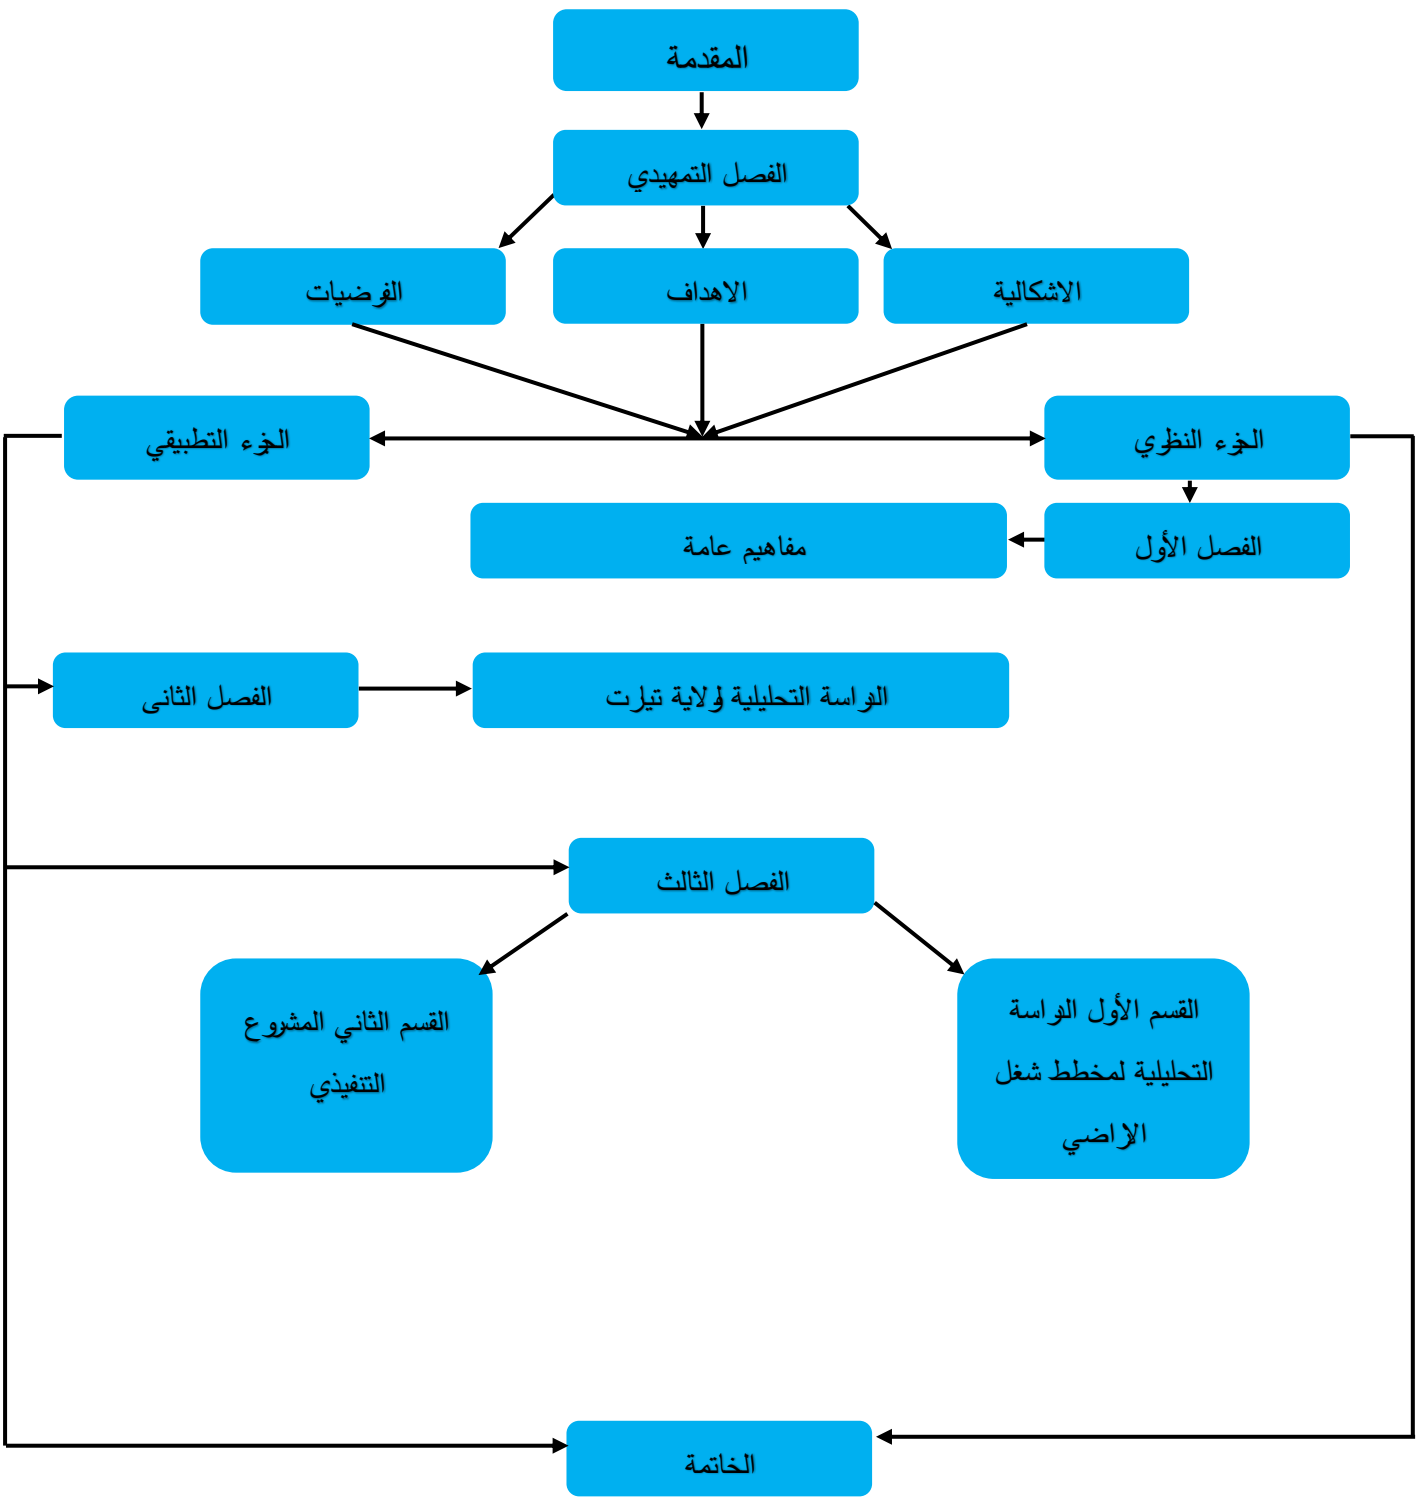 المقدمة
الفصل التمهيدي
الاشكالية
الاهداف
الفرضيات
الجزء النظري
الجزء التطبيقي
الفصل الأول
مفاهيم عامة
الفصل الثانى
الدراسة التحليلية لولاية تيارت
الفصل الثالث
القسم الأول الدراسة
التحليلية لمخطط شغل
الاراضي
القسم الثاني المشروع
التنفيذي
الخاتمة